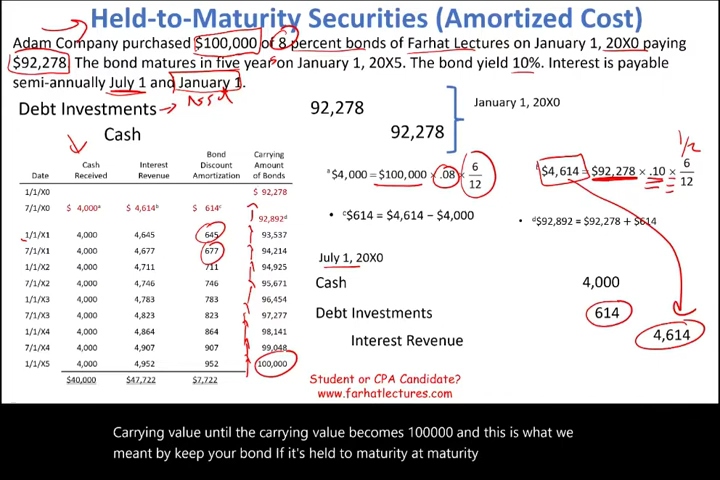 Held-to-Maturity Securities (Amortized Cost)
Adam Company purchased $100,000 of 8 percent bonds of Farhat Lectures on January 1, 20X0 paying
$92,278. The bond matures in five year on January 1, 20X5. The bond yield 10%. Interest is payable
semi-annually July 1 and January 1.
Debt Investments
Asset
Cash
92,278
92,278
January 1, 20X0
Date
Cash Received
Interest Revenue
Bond Discount Amortization
Carrying Amount of Bonds
1/1/X0 $ 92,278
7/1/X0 $ 4,000ᵃ $ 4,614ᵇ $ 614ᶜ 92,892ᵈ
1/1/X1 4,000 4,645 645 93,537
7/1/X1 4,000 4,677 677 94,214
1/1/X2 4,000 4,711 711 94,925
7/1/X2 4,000 4,746 746 95,671
1/1/X3 4,000 4,783 783 96,454
7/1/X3 4,000 4,823 823 97,277
1/1/X4 4,000 4,864 864 98,141
7/1/X4 4,000 4,907 907 99,048
1/1/X5 4,000 4,952 952 100,000
$40,000 $47,722 $7,722
ᵃ$4,000 = $100,000 × .08 × 6/12
1/2
$4,614 = $92,278 × .10 × 6/12
• ᶜ$614 = $4,614 − $4,000
• ᵈ$92,892 = $92,278 + $614
July 1, 20X0
Cash 4,000
Debt Investments 614
Interest Revenue 4,614
Student or CPA Candidate?
www.farhatlectures.com
Carrying value until the carrying value becomes 100000 and this is what we
meant by keep your bond If it's held to maturity at maturity